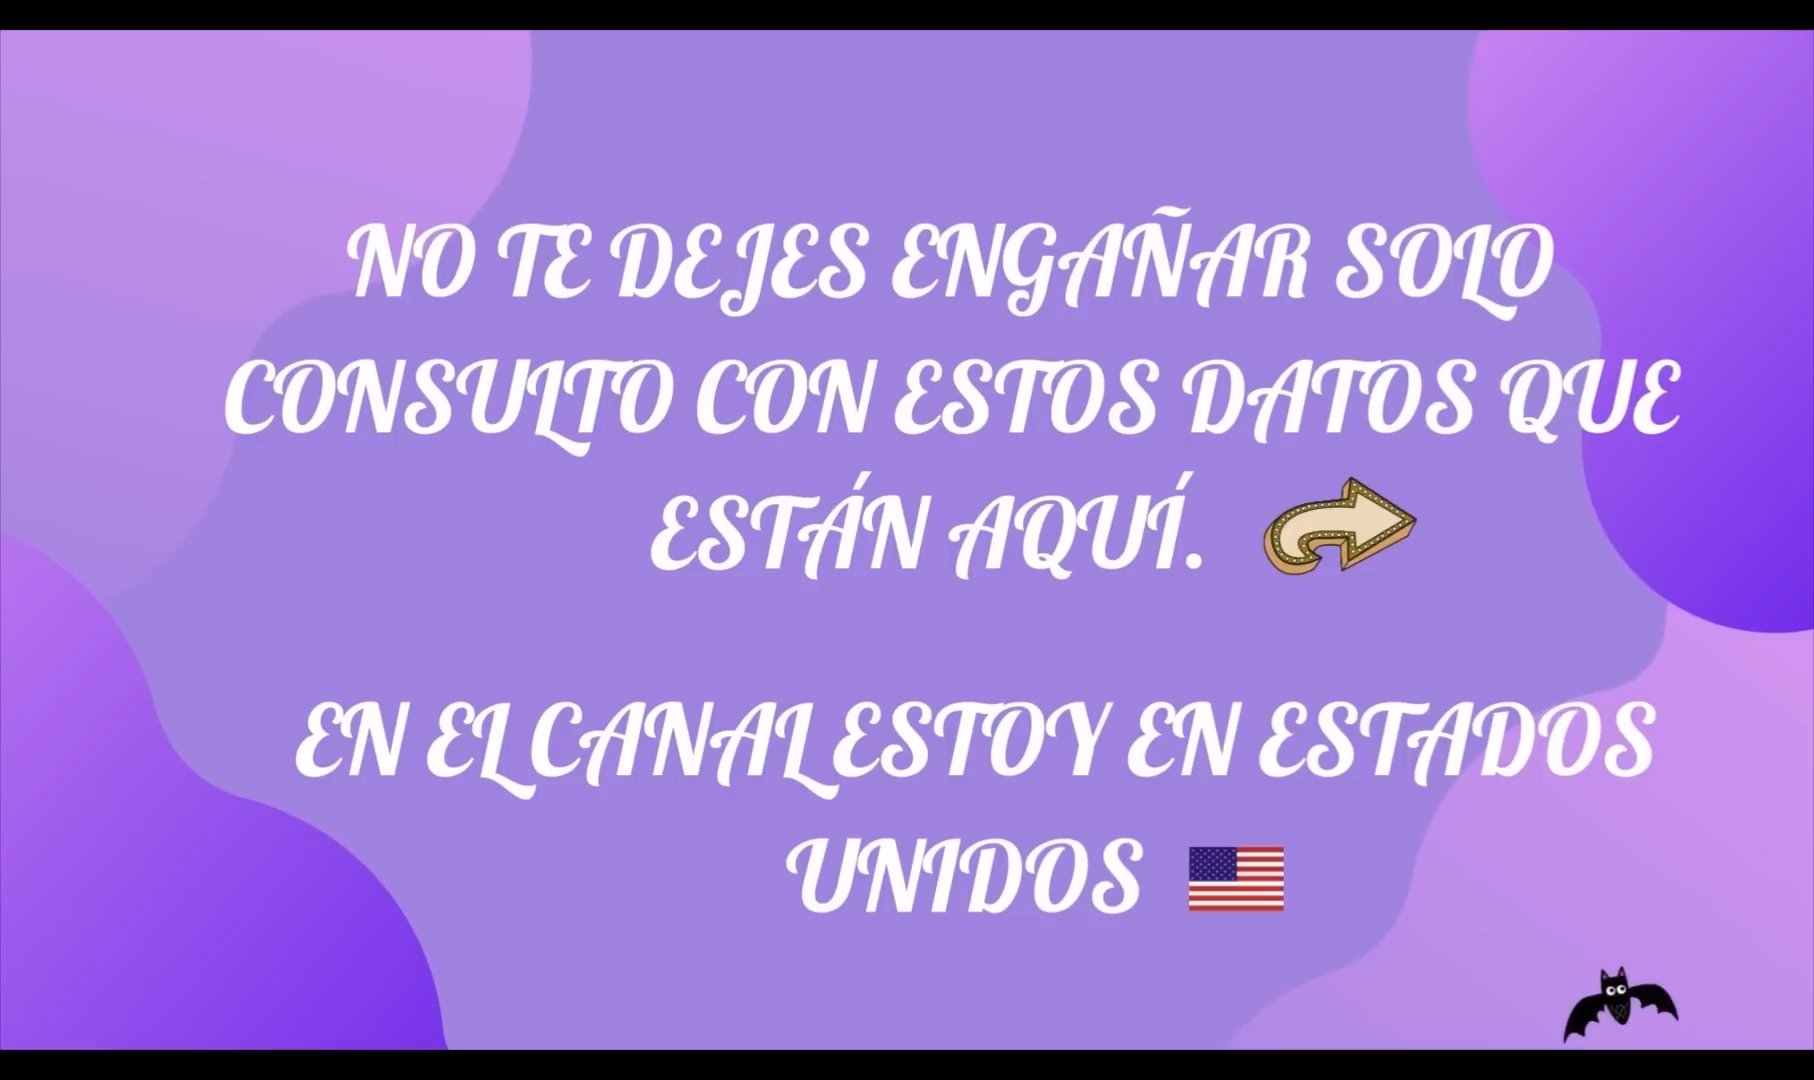 NO TE DEJES ENGAÑAR SOLO
CONSULTO CON ESTOS DATOS QUE
ESTÁN AQUÍ.
EN EL CANAL ESTOY EN ESTADOS
UNIDOS